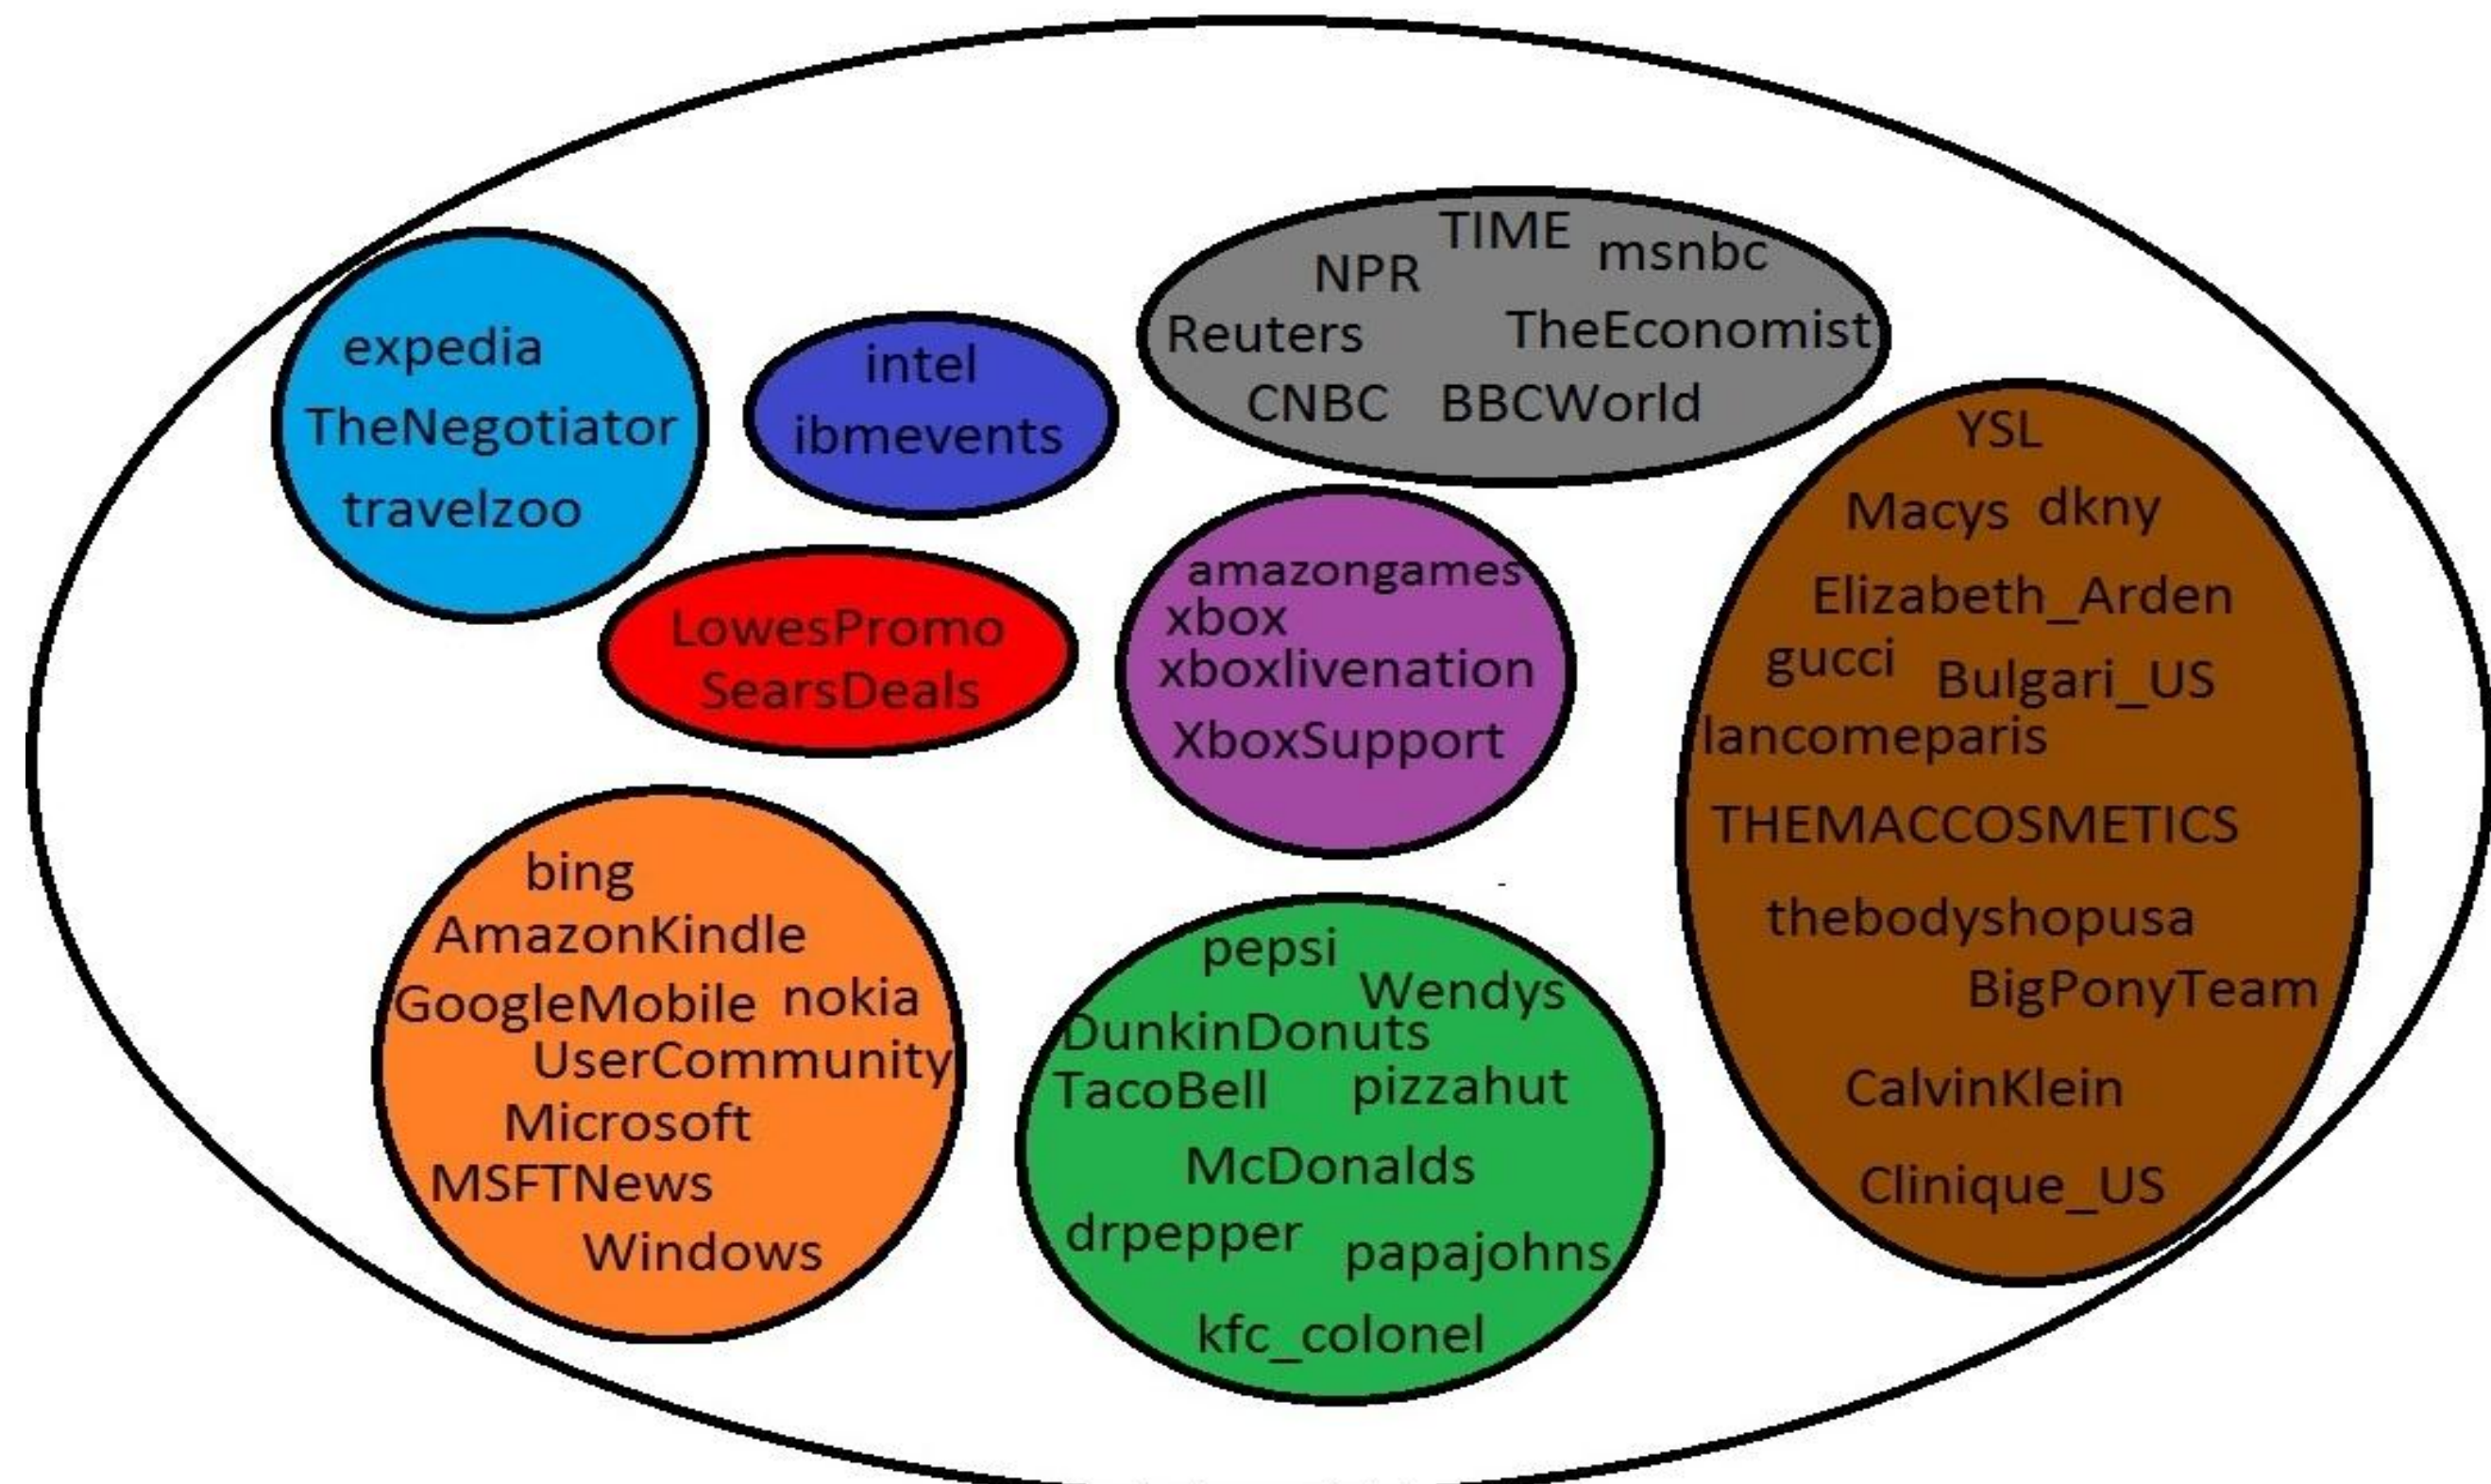 expedia
TheNegotiator
travelzoo
intel
ibmevents
TIME
msnbc
NPR
Reuters
TheEconomist
CNBC
BBCWorld
LowesPromo
SearsDeals
amazongames
xbox
xboxlivenation
XboxSupport
YSL
Macys dkny
Elizabeth_Arden
gucci
Bulgari_US
lancomeparis
THEMACCOSMETICS
thebodyshopusa
BigPonyTeam
CalvinKlein
Clinique_US
bing
AmazonKindle
GoogleMobile nokia
UserCommunity
Microsoft
MSFTNews
Windows
pepsi
Wendys
DunkinDonuts
TacoBell pizzahut
McDonalds
drpepper
papajohns
kfc_colonel